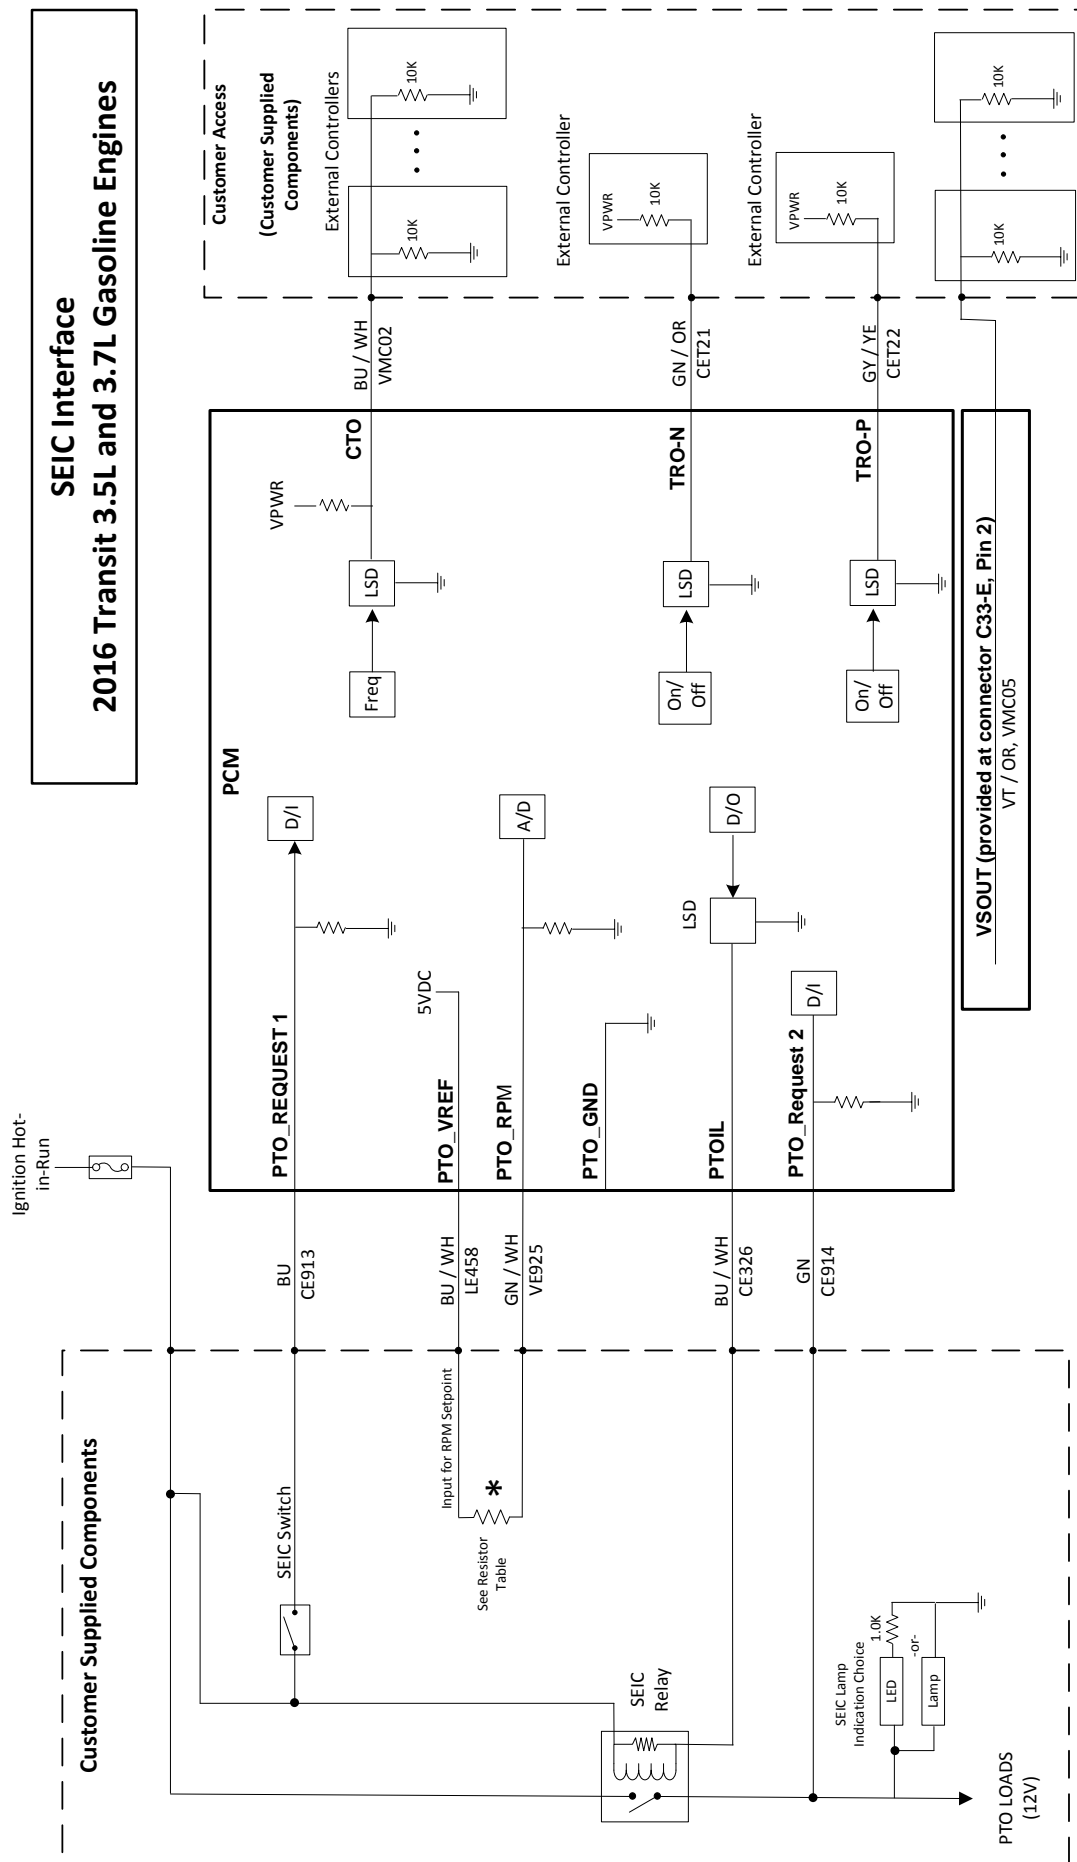 SEIC Interface
2016 Transit 3.5L and 3.7L Gasoline Engines
Customer Supplied Components
Ignition Hot-
in-Run
SEIC Switch
BU
CE913
PTO_REQUEST 1
D/I
PCM
Input for RPM Setpoint
*
See Resistor
Table
BU / WH
LE458
PTO_VREF
5VDC
GN / WH
VE925
PTO_RPM
A/D
PTO_GND
SEIC
Relay
BU / WH
CE326
PTOIL
LSD
D/O
GN
CE914
PTO_Request 2
D/I
SEIC Lamp
Indication Choice
LED
1.0K
-or-
Lamp
PTO LOADS
(12V)
VPWR
Freq
LSD
CTO
BU / WH
VMC02
On/
Off
LSD
TRO-N
GN / OR
CET21
On/
Off
LSD
TRO-P
GY / YE
CET22
VSOUT (provided at connector C33-E, Pin 2)
VT / OR, VMC05
Customer Access
(Customer Supplied
Components)
External Controllers
10K
10K
External Controller
VPWR
10K
External Controller
VPWR
10K
10K
10K